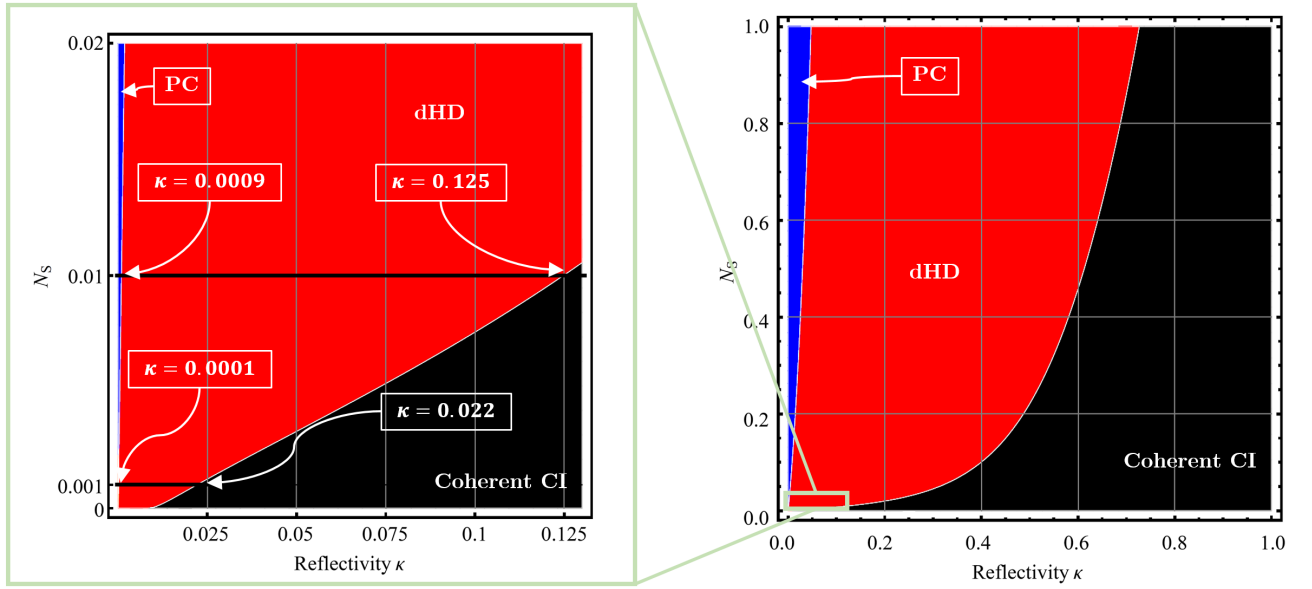 0.02
PC
dHD
κ = 0.0009
κ = 0.125
N_S
0.01
κ = 0.0001
κ = 0.022
Coherent CI
0.001
0
0.025
0.05
0.075
0.1
0.125
Reflectivity κ
1.0
PC
0.8
0.6
N_S
dHD
0.4
0.2
Coherent CI
0.0
0.0
0.2
0.4
0.6
0.8
1.0
Reflectivity κ